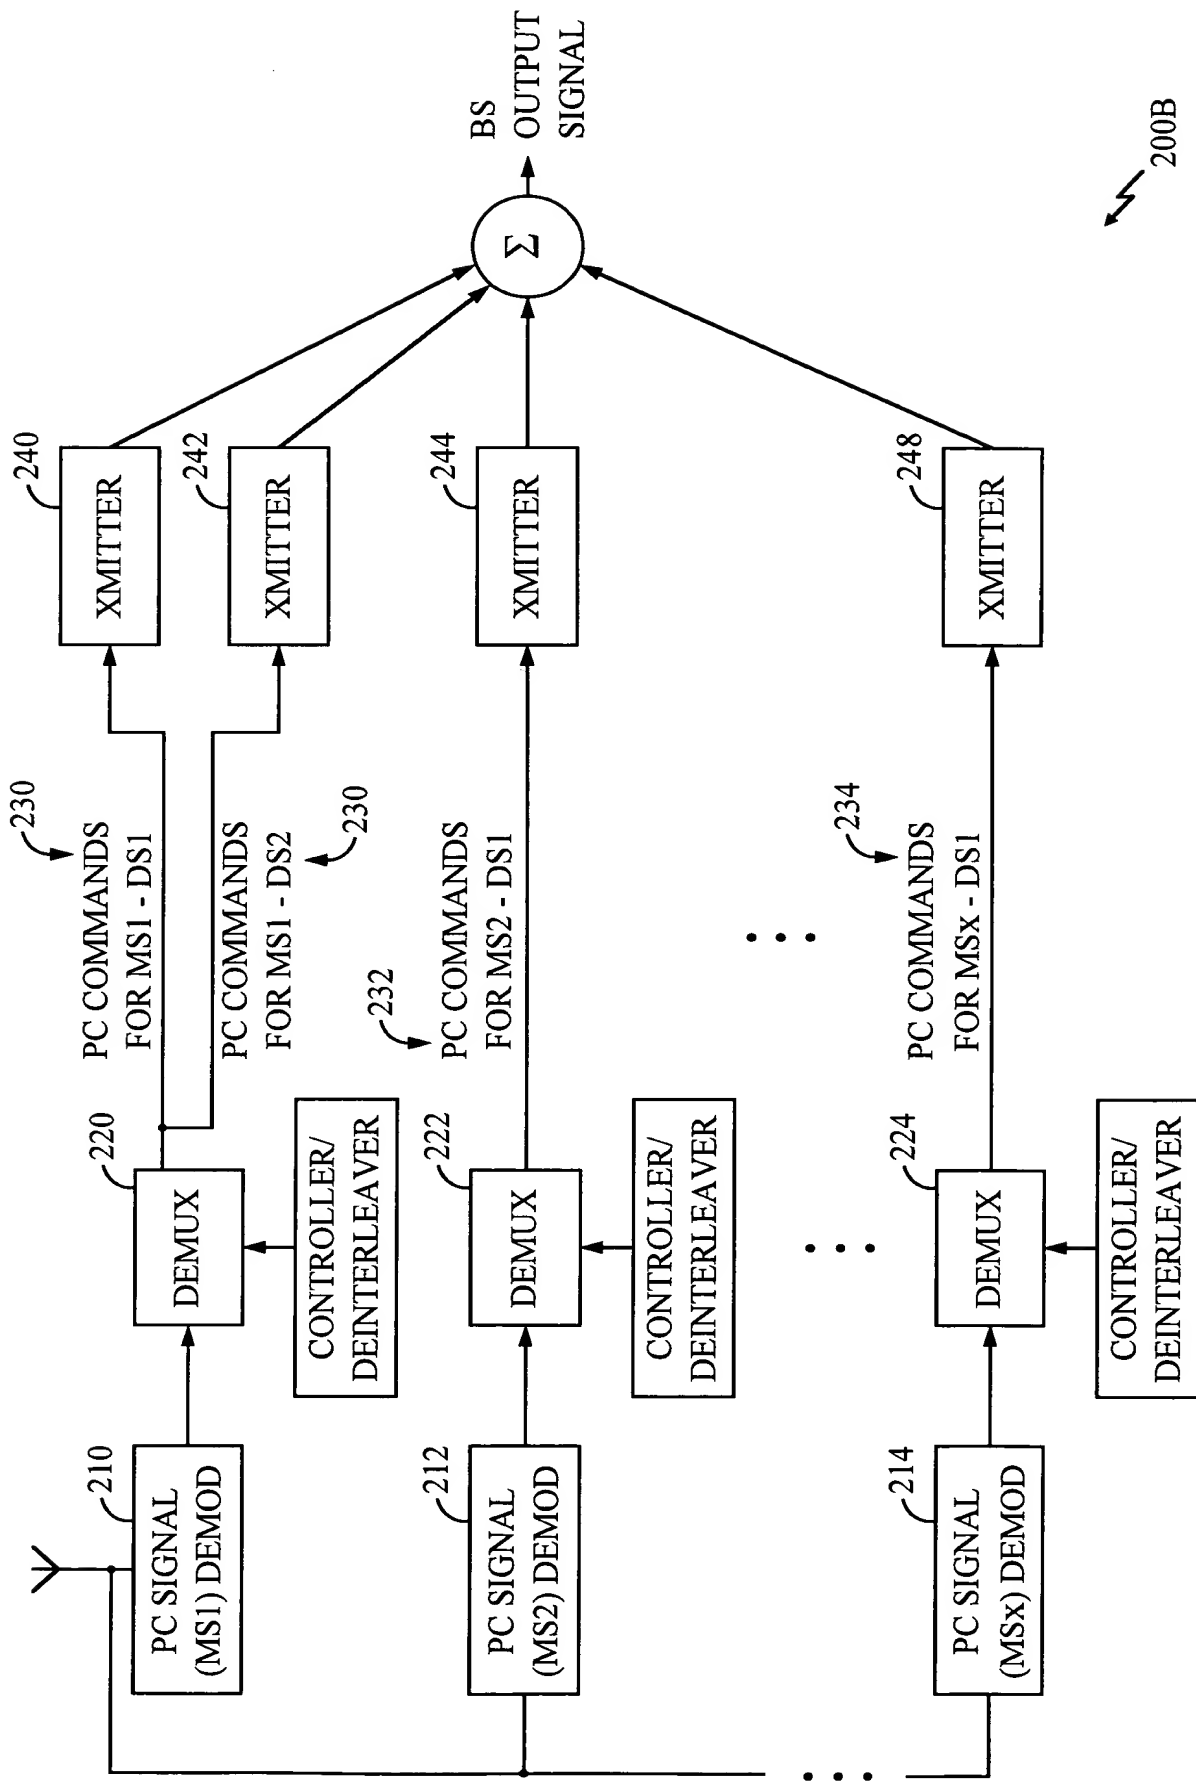 210
PC SIGNAL
(MS1) DEMOD
220
DEMUX
CONTROLLER/
DEINTERLEAVER
230
PC COMMANDS
FOR MS1 - DS1
PC COMMANDS
FOR MS1 - DS2
230
240
XMITTER
242
XMITTER
212
PC SIGNAL
(MS2) DEMOD
222
DEMUX
CONTROLLER/
DEINTERLEAVER
232
PC COMMANDS
FOR MS2 - DS1
244
XMITTER
Σ
BS
OUTPUT
SIGNAL
214
PC SIGNAL
(MSx) DEMOD
224
DEMUX
CONTROLLER/
DEINTERLEAVER
234
PC COMMANDS
FOR MSx - DS1
248
XMITTER
200B